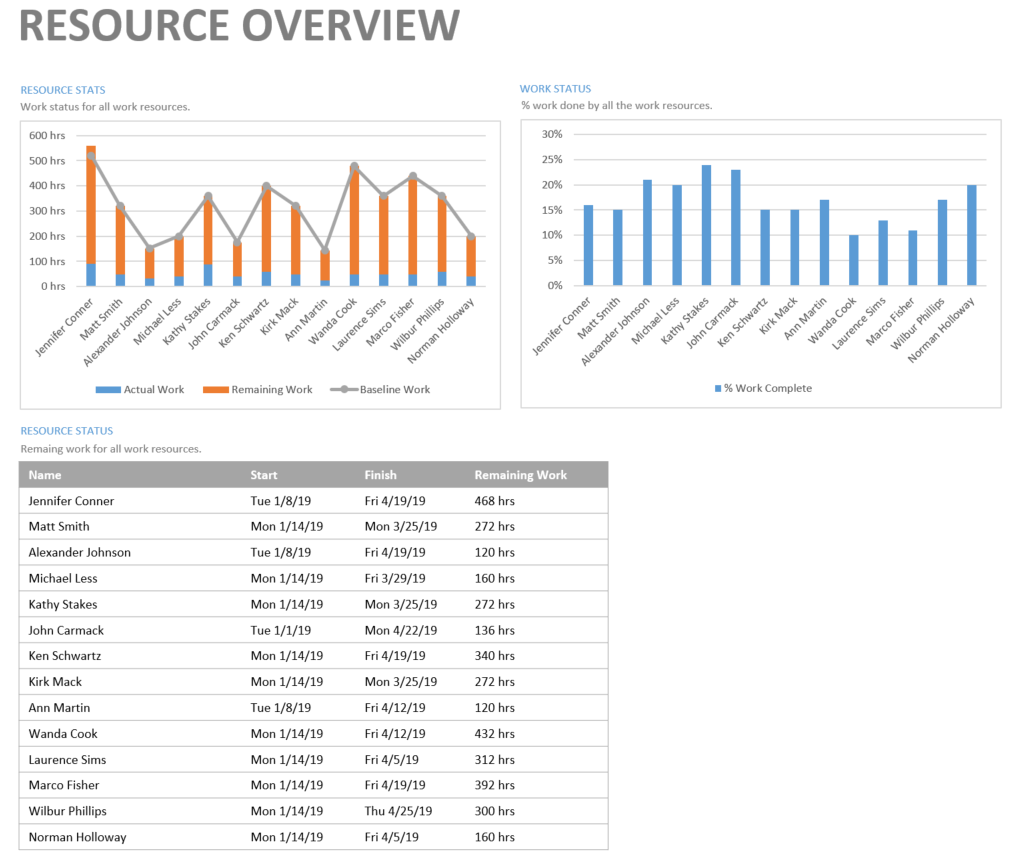 RESOURCE OVERVIEW
RESOURCE STATS
Work status for all work resources.
600 hrs
500 hrs
400 hrs
300 hrs
200 hrs
100 hrs
0 hrs
Jennifer Conner
Matt Smith
Alexander Johnson
Michael Less
Kathy Stakes
John Carmack
Ken Schwartz
Kirk Mack
Ann Martin
Wanda Cook
Laurence Sims
Marco Fisher
Wilbur Phillips
Norman Holloway
Actual Work Remaining Work Baseline Work
WORK STATUS
% work done by all the work resources.
30%
25%
20%
15%
10%
5%
0%
Jennifer Conner
Matt Smith
Alexander Johnson
Michael Less
Kathy Stakes
John Carmack
Ken Schwartz
Kirk Mack
Ann Martin
Wanda Cook
Laurence Sims
Marco Fisher
Wilbur Phillips
Norman Holloway
% Work Complete
RESOURCE STATUS
Remaing work for all work resources.
Name Start Finish Remaining Work
Jennifer Conner Tue 1/8/19 Fri 4/19/19 468 hrs
Matt Smith Mon 1/14/19 Mon 3/25/19 272 hrs
Alexander Johnson Tue 1/8/19 Fri 4/19/19 120 hrs
Michael Less Mon 1/14/19 Fri 3/29/19 160 hrs
Kathy Stakes Mon 1/14/19 Mon 3/25/19 272 hrs
John Carmack Tue 1/1/19 Mon 4/22/19 136 hrs
Ken Schwartz Mon 1/14/19 Fri 4/19/19 340 hrs
Kirk Mack Mon 1/14/19 Mon 3/25/19 272 hrs
Ann Martin Tue 1/8/19 Fri 4/12/19 120 hrs
Wanda Cook Mon 1/14/19 Fri 4/12/19 432 hrs
Laurence Sims Mon 1/14/19 Fri 4/5/19 312 hrs
Marco Fisher Mon 1/14/19 Fri 4/19/19 392 hrs
Wilbur Phillips Mon 1/14/19 Thu 4/25/19 300 hrs
Norman Holloway Mon 1/14/19 Fri 4/5/19 160 hrs